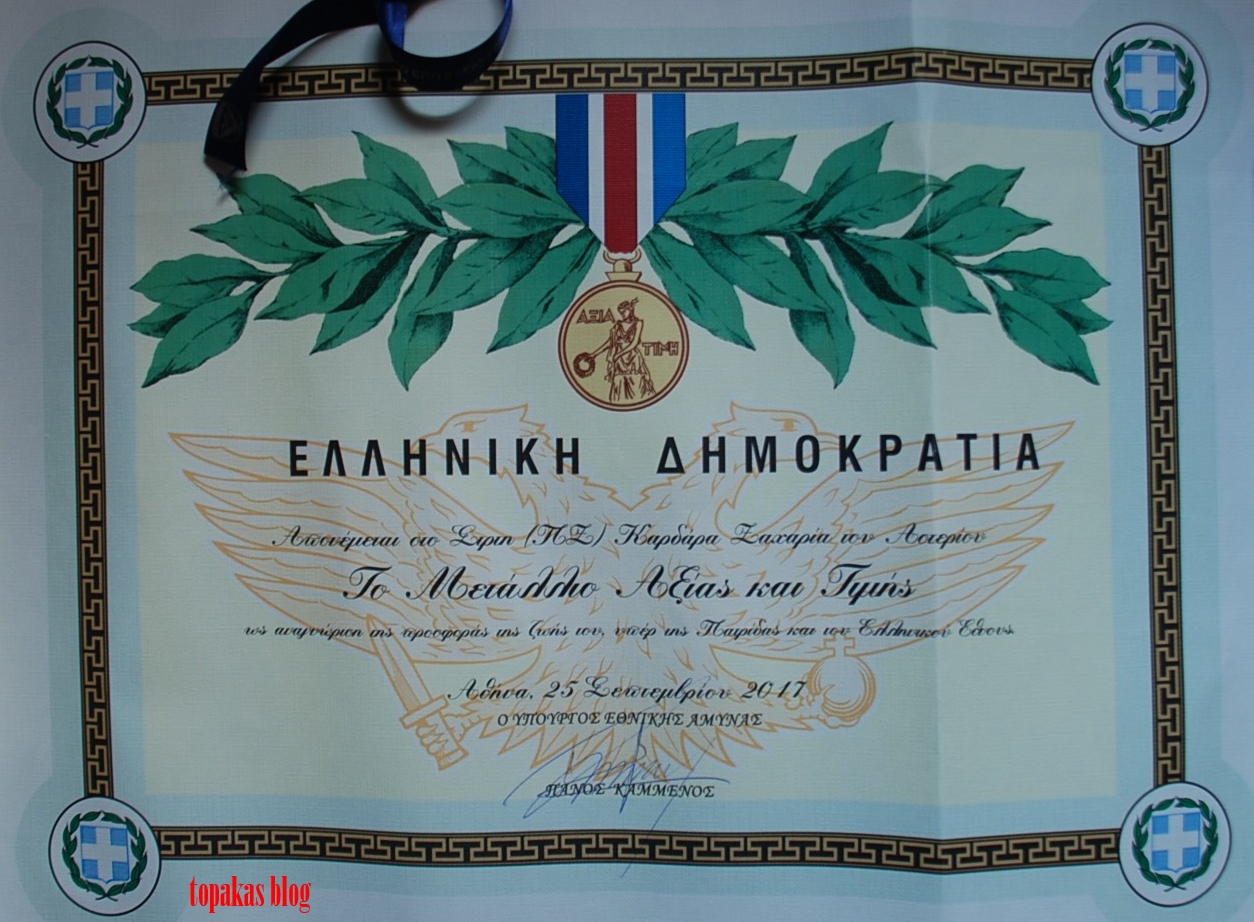 ΑΞΙΑ
ΤΙΜΗ
ΕΛΛΗΝΙΚΗ ΔΗΜΟΚΡΑΤΙΑ
Απονέμεται στο Στρτη (ΠΖ) Καρδάρα Ζαχαρία του Αστερίου
Το Μετάλλιο Αξίας και Τιμής
ως αναγνώριση της προσφοράς της ζωής του, υπέρ της Πατρίδας και του Ελληνικού Έθνους.
Αθήνα, 25 Σεπτεμβρίου 2017
Ο ΥΠΟΥΡΓΟΣ ΕΘΝΙΚΗΣ ΑΜΥΝΑΣ
ΠΑΝΟΣ ΚΑΜΜΕΝΟΣ
topakas blog